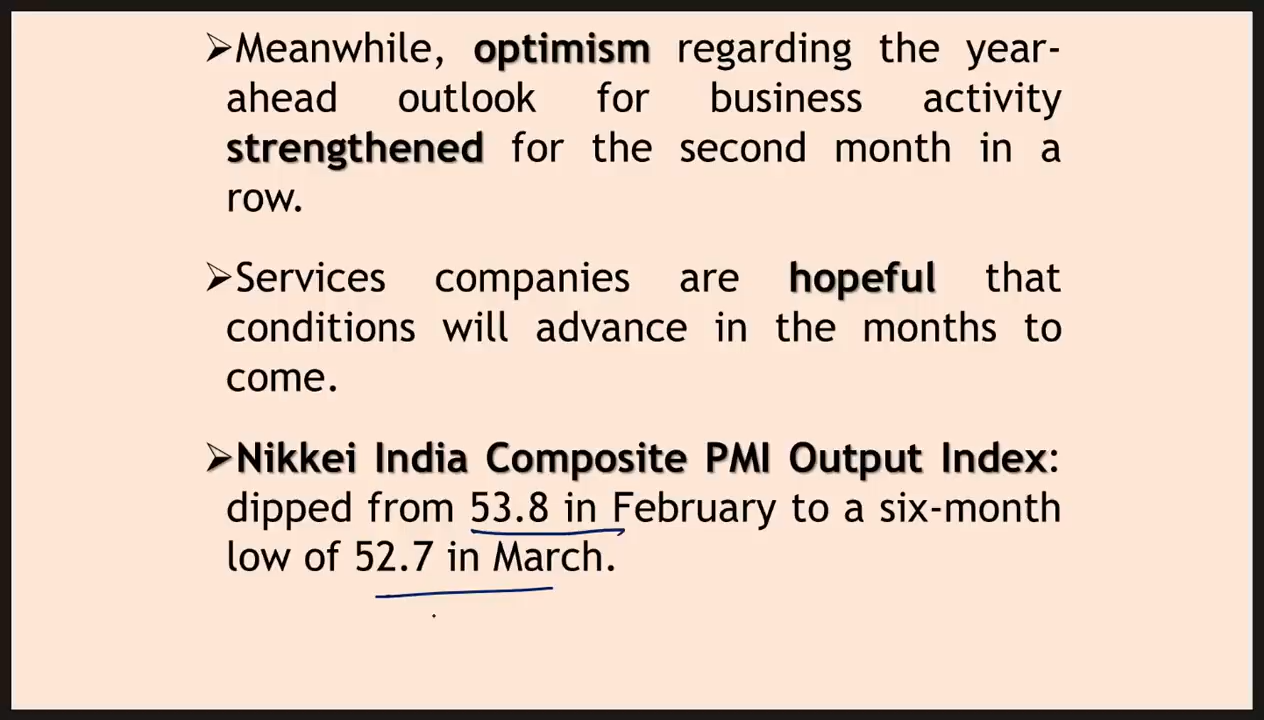 ➢Meanwhile, optimism regarding the year-
ahead outlook for business activity
strengthened for the second month in a
row.
➢Services companies are hopeful that
conditions will advance in the months to
come.
➢Nikkei India Composite PMI Output Index:
dipped from 53.8 in February to a six-month
low of 52.7 in March.